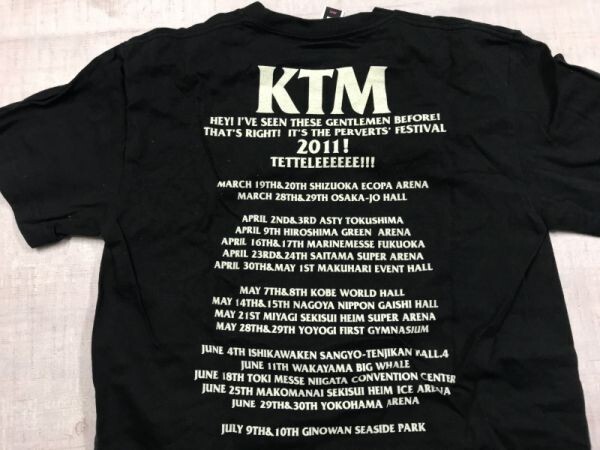 KTM
HEY! I'VE SEEN THESE GENTLEMEN BEFORE!
THAT'S RIGHT! IT'S THE PERVERTS' FESTIVAL
2011!
TETTELEEEEEE!!!
MARCH 19TH&20TH SHIZUOKA ECOPA ARENA
MARCH 28TH&29TH OSAKA-JO HALL
APRIL 2ND&3RD ASTY TOKUSHIMA
APRIL 9TH HIROSHIMA GREEN ARENA
APRIL 16TH&17TH MARINEMESSE FUKUOKA
APRIL 23RD&24TH SAITAMA SUPER ARENA
APRIL 30TH&MAY 1ST MAKUHARI EVENT HALL
MAY 7TH&8TH KOBE WORLD HALL
MAY 14TH&15TH NAGOYA NIPPON GAISHI HALL
MAY 21ST MIYAGI SEKISUI HEIM SUPER ARENA
MAY 28TH&29TH YOYOGI FIRST GYMNASIUM
JUNE 4TH ISHIKAWAKEN SANGYO-TENJIKAN HALL.4
JUNE 11TH WAKAYAMA BIG WHALE
JUNE 18TH TOKI MESSE NIIGATA CONVENTION CENTER
JUNE 25TH MAKOMANAI SEKISUI HEIM ICE ARENA
JUNE 29TH&30TH YOKOHAMA ARENA
JULY 9TH&10TH GINOWAN SEASIDE PARK